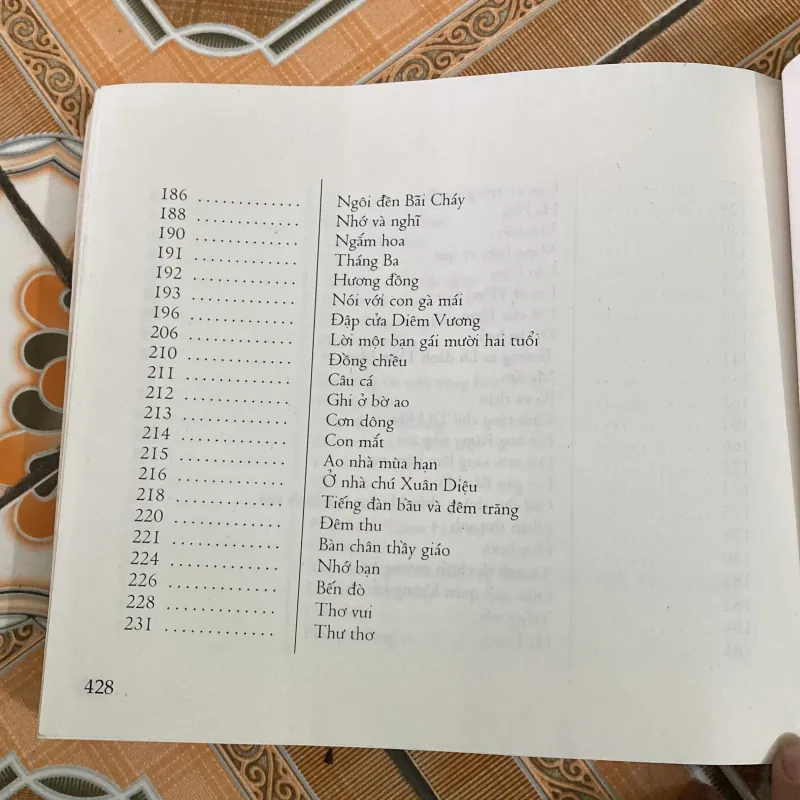 186 ............. Ngôi đền Bãi Cháy
188 ............. Nhớ và nghĩ
190 ............. Ngắm hoa
191 ............. Tháng Ba
192 ............. Hương đồng
193 ............. Nói với con gà mái
196 ............. Đập cửa Diêm Vương
206 ............. Lời một bạn gái mười hai tuổi
210 ............. Đồng chiều
211 ............. Câu cá
212 ............. Ghi ở bờ ao
213 ............. Cơn dông
214 ............. Con mắt
215 ............. Ao nhà mùa hạn
216 ............. Ở nhà chú Xuân Diệu
218 ............. Tiếng đàn bầu và đêm trăng
220 ............. Đêm thu
221 ............. Bàn chân thầy giáo
224 ............. Nhớ bạn
226 ............. Bến đò
228 ............. Thơ vui
231 ............. Thư thơ
428